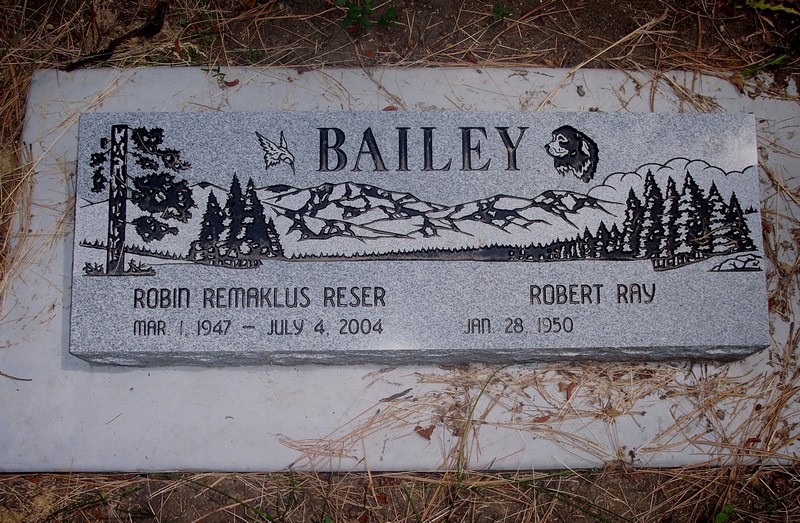 BAILEY
ROBIN REMAKLUS RESER ROBERT RAY
MAR 1, 1947 – JULY 4, 2004 JAN. 28, 1950